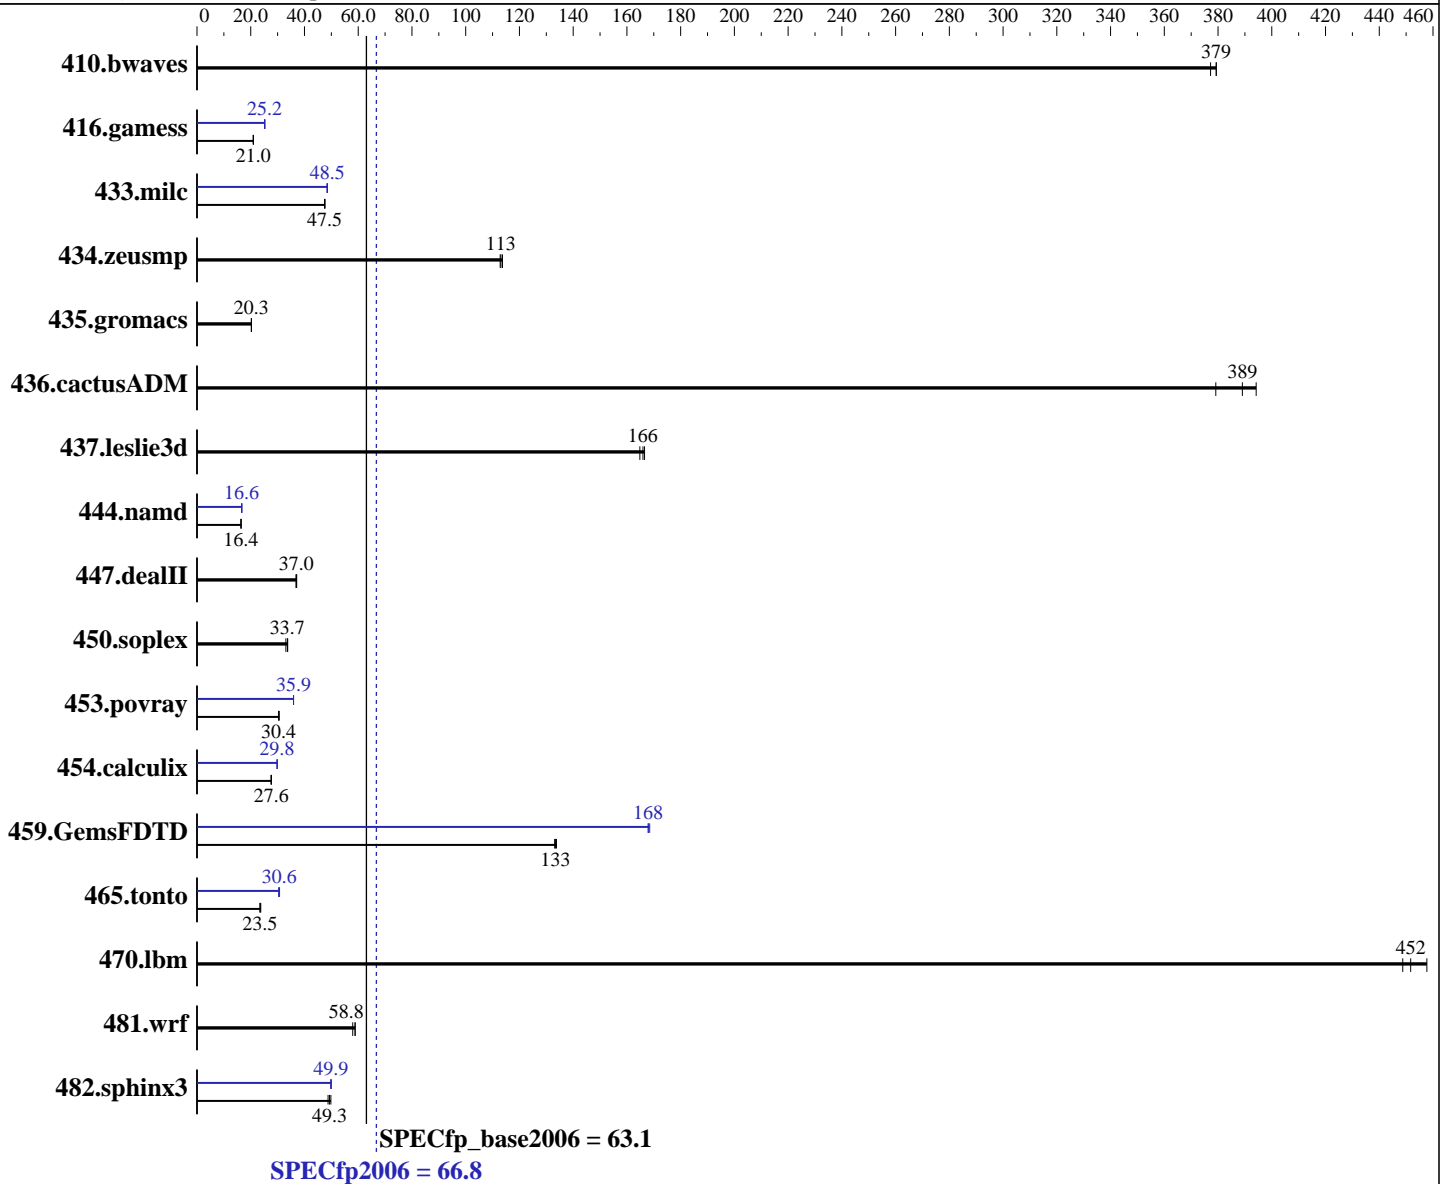 0 20.0 40.0 60.0 80.0 100 120 140 160 180 200 220 240 260 280 300 320 340 360 380 400 420 440 460
410.bwaves 379
416.gamess 25.2
21.0
433.milc 48.5
47.5
434.zeusmp 113
435.gromacs 20.3
436.cactusADM 389
437.leslie3d 166
444.namd 16.6
16.4
447.dealII 37.0
450.soplex 33.7
453.povray 35.9
30.4
454.calculix 29.8
27.6
459.GemsFDTD 168
133
465.tonto 30.6
23.5
470.lbm 452
481.wrf 58.8
482.sphinx3 49.9
49.3
SPECfp_base2006 = 63.1
SPECfp2006 = 66.8